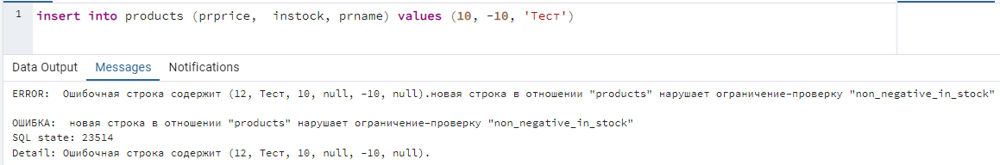 1 insert into products (prprice, instock, prname) values (10, -10, 'Тест')
Data Output Messages Notifications
ERROR: Ошибочная строка содержит (12, Тест, 10, null, -10, null).новая строка в отношении "products" нарушает ограничение-проверку "non_negative_in_stock"
ОШИБКА: новая строка в отношении "products" нарушает ограничение-проверку "non_negative_in_stock"
SQL state: 23514
Detail: Ошибочная строка содержит (12, Тест, 10, null, -10, null).